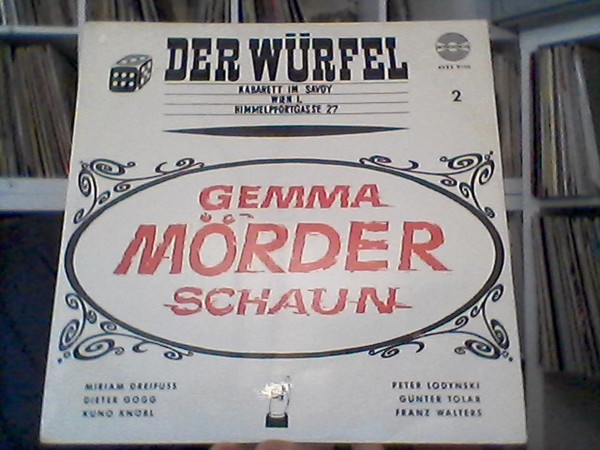 DER WÜRFEL
KABARETT IM SAVOY
WIEN I.
HIMMELPFORTGASSE 27
2
GEMMA
MÖRDER
SCHAUN
MIRIAM DREIFUSS
DIETER GOGG
KUNO KNÖBL
PETER LODYNSKI
GÜNTER TOLAR
FRANZ WALTERS